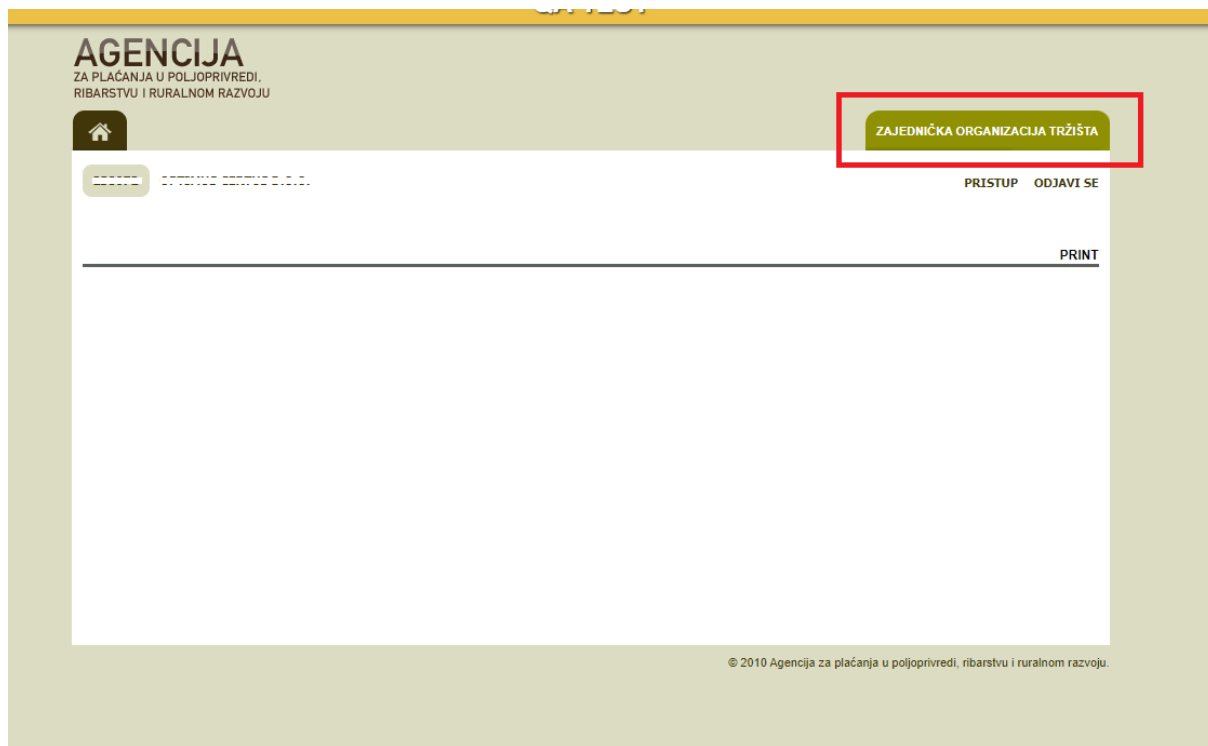 AGENCIJA
ZA PLAĆANJA U POLJOPRIVREDI,
RIBARSTVU I RURALNOM RAZVOJU
ZAJEDNIČKA ORGANIZACIJA TRŽIŠTA
PRISTUP ODJAVI SE
PRINT
© 2010 Agencija za plaćanja u poljoprivredi, ribarstvu i ruralnom razvoju.